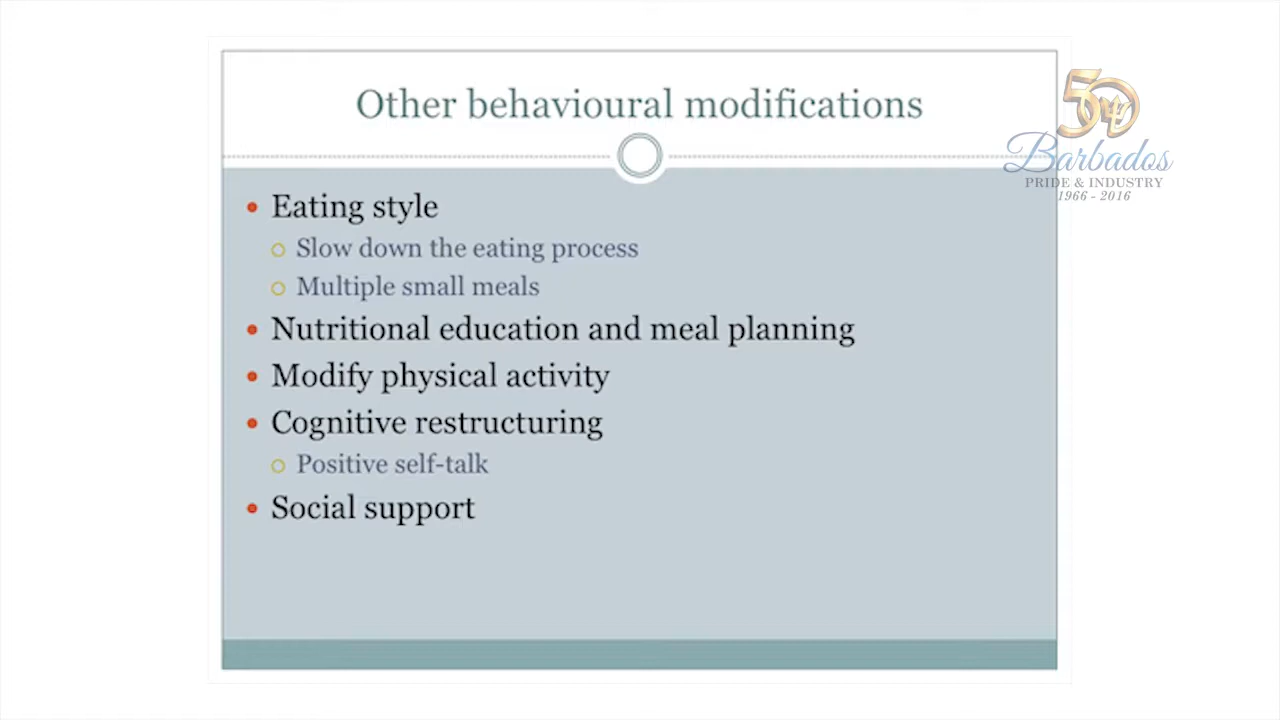 Other behavioural modifications
50
Barbados
PRIDE & INDUSTRY
1966 - 2016
Eating style
Slow down the eating process
Multiple small meals
Nutritional education and meal planning
Modify physical activity
Cognitive restructuring
Positive self-talk
Social support